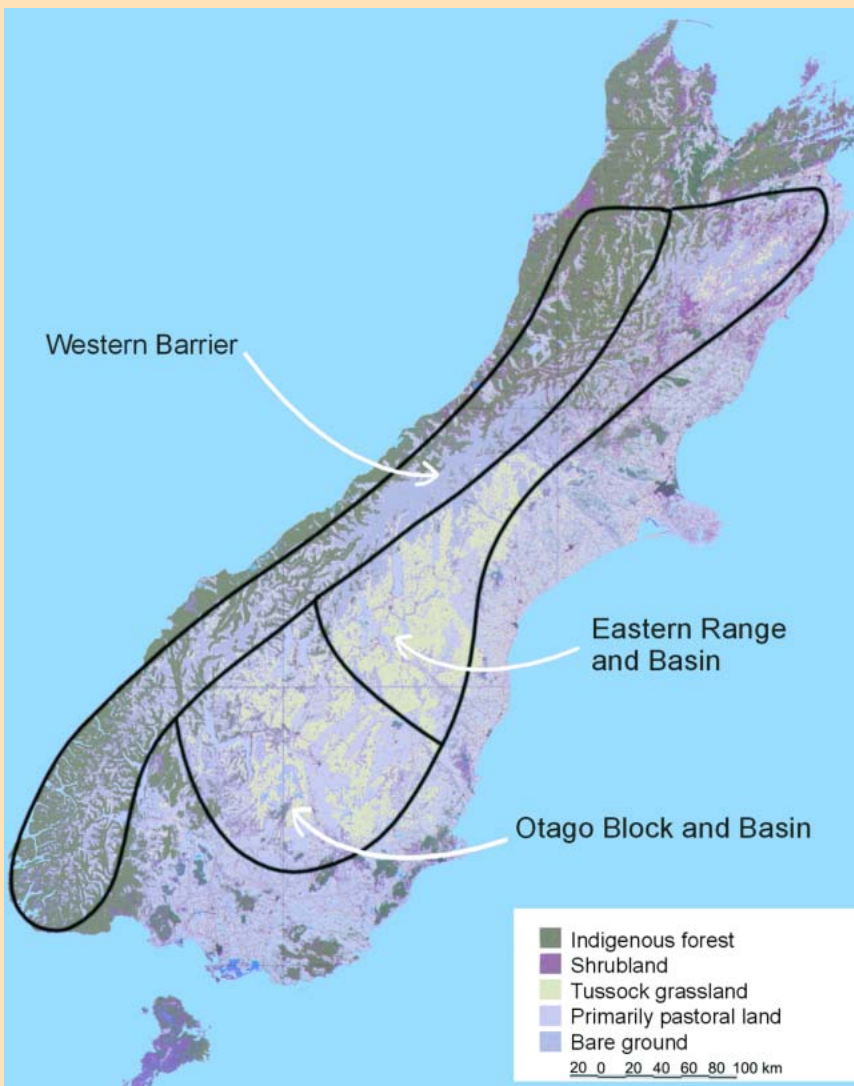 Western Barrier
Eastern Range
and Basin
Otago Block and Basin
Indigenous forest
Shrubland
Tussock grassland
Primarily pastoral land
Bare ground
20 0 20 40 60 80 100 km